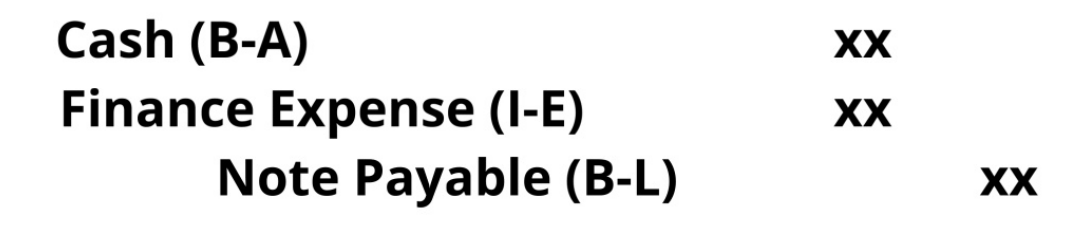 Cash (B-A) xx
Finance Expense (I-E) xx
Note Payable (B-L) xx